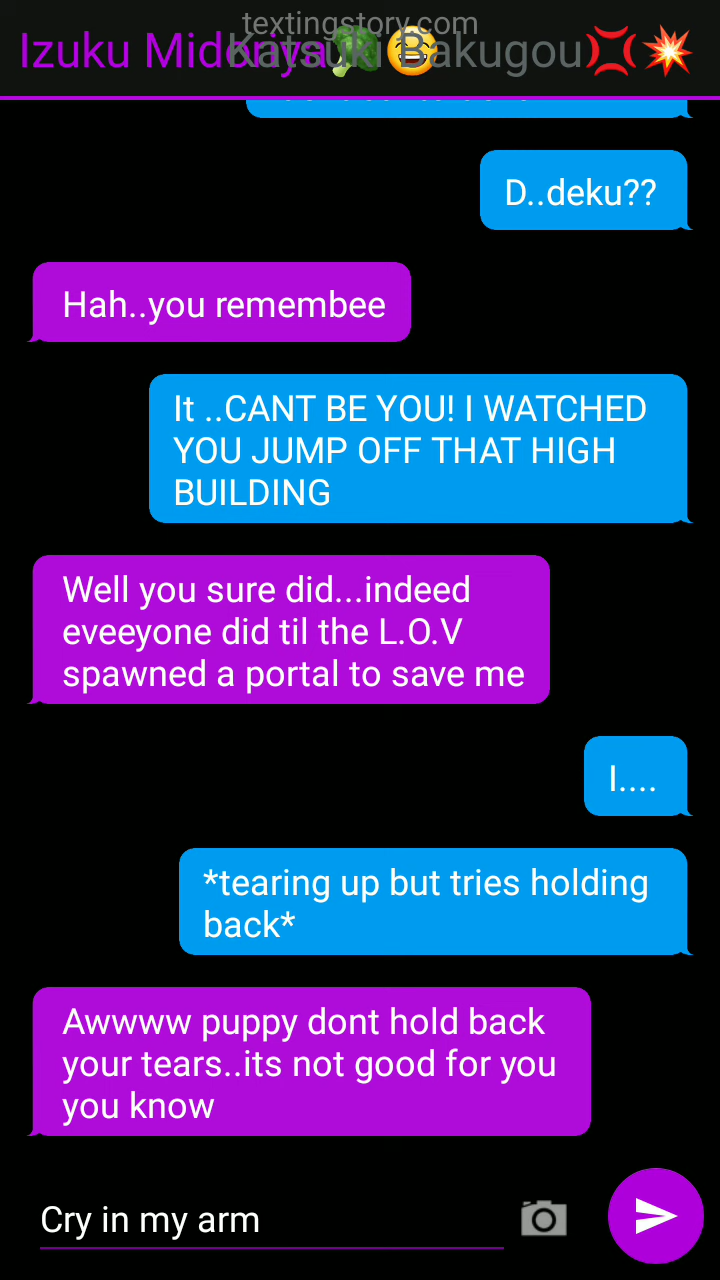 textingstory.com
Izuku Midoriya
Katsuki Bakugou
D..deku??
Hah..you remembee
It ..CANT BE YOU! I WATCHED
YOU JUMP OFF THAT HIGH
BUILDING
Well you sure did...indeed
eveeyone did til the L.O.V
spawned a portal to save me
I....
*tearing up but tries holding
back*
Awwww puppy dont hold back
your tears..its not good for you
you know
Cry in my arm